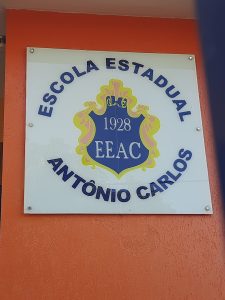 ESCOLA ESTADUAL
1928
EEAC
ANTÔNIO CARLOS